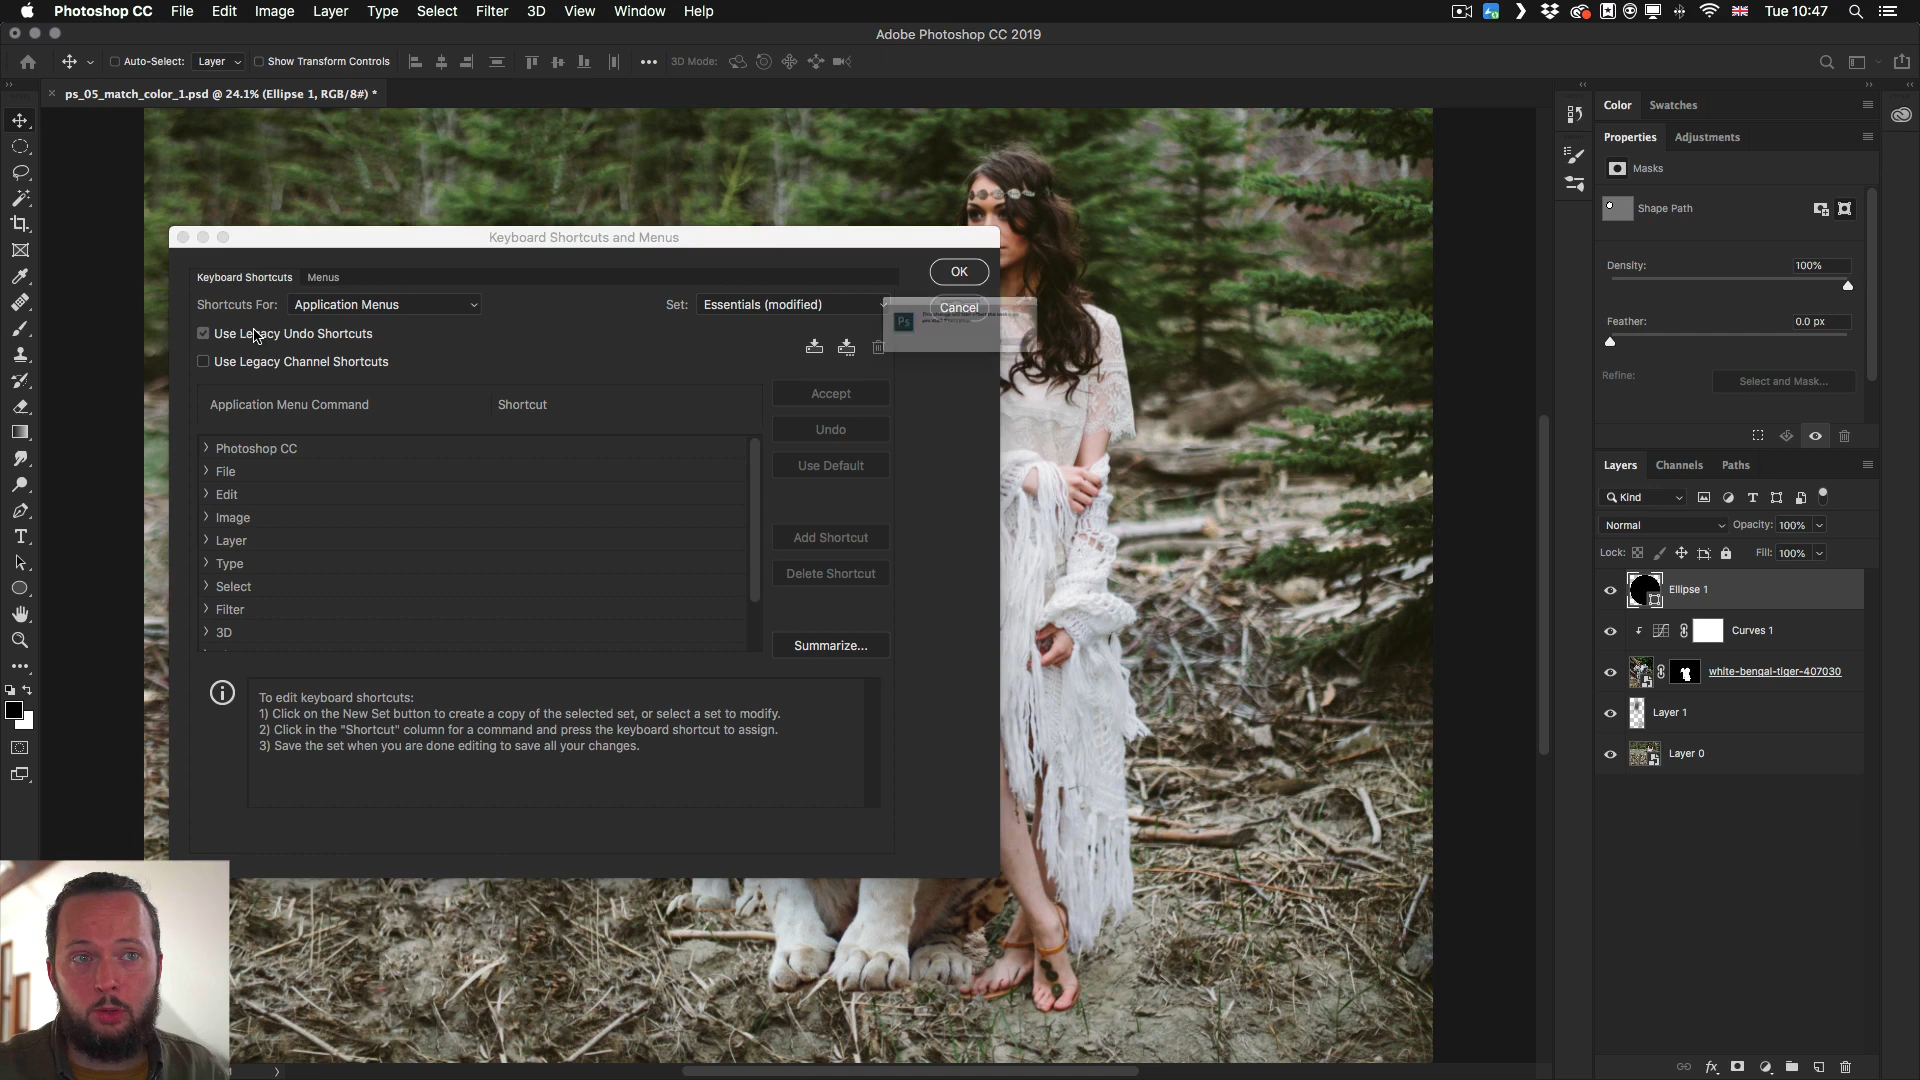 Photoshop CC File Edit Image Layer Type Select Filter 3D View Window Help Tue 10:47
Adobe Photoshop CC 2019
Auto-Select: Layer Show Transform Controls 3D Mode:
ps_05_match_color_1.psd @ 24.1% (Ellipse 1, RGB/8#) *
Keyboard Shortcuts and Menus
Keyboard Shortcuts Menus
OK
Shortcuts For: Application Menus Set: Essentials (modified)
Cancel
Ps
Use Legacy Undo Shortcuts
Use Legacy Channel Shortcuts
Application Menu Command Shortcut
Accept
Undo
Use Default
Add Shortcut
Delete Shortcut
Summarize...
Photoshop CC
File
Edit
Image
Layer
Type
Select
Filter
3D
To edit keyboard shortcuts:
1) Click on the New Set button to create a copy of the selected set, or select a set to modify.
2) Click in the "Shortcut" column for a command and press the keyboard shortcut to assign.
3) Save the set when you are done editing to save all your changes.
Color Swatches
Properties Adjustments
Masks
Shape Path
Density: 100%
Feather: 0.0 px
Refine: Select and Mask...
Layers Channels Paths
Kind
Normal Opacity: 100%
Lock: Fill: 100%
Ellipse 1
Curves 1
white-bengal-tiger-407030
Layer 1
Layer 0
fx